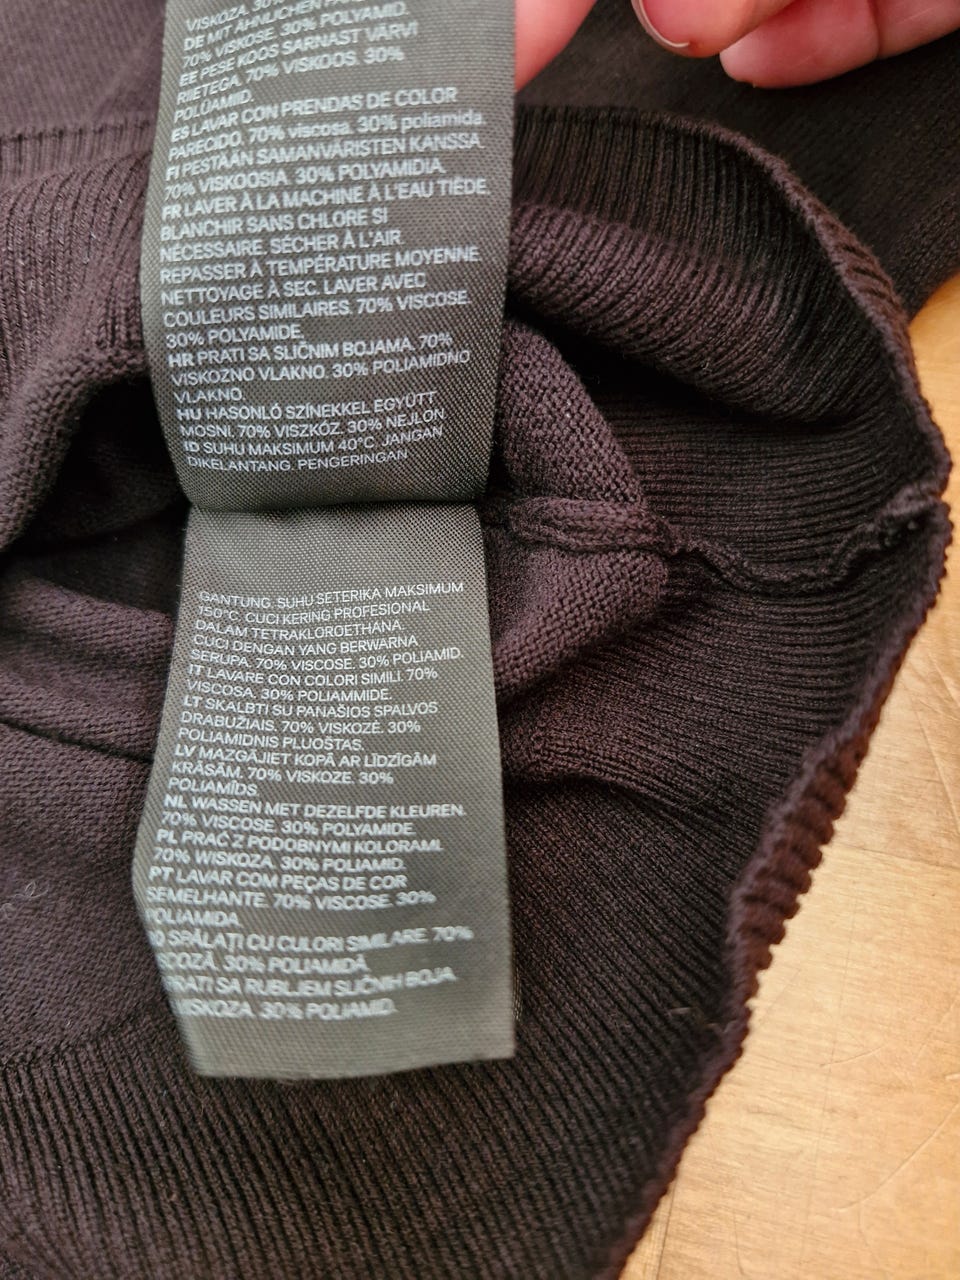 VISKOZA. 30%
DE MIT ÄHNLICHEN
70% VISKOSE. 30% POLYAMID.
EE PESE KOOS SARNAST VÄRVI
RIIETEGA. 70% VISKOOS. 30%
POLÜAMIID.
ES LAVAR CON PRENDAS DE COLOR
PARECIDO. 70% viscosa. 30% poliamida.
FI PESTÄÄN SAMANVÄRISTEN KANSSA.
70% VISKOOSIA. 30% POLYAMIDIA.
FR LAVER À LA MACHINE À L'EAU TIÈDE.
BLANCHIR SANS CHLORE SI
NÉCESSAIRE. SÉCHER À L'AIR.
REPASSER À TEMPÉRATURE MOYENNE.
NETTOYAGE À SEC. LAVER AVEC
COULEURS SIMILAIRES. 70% VISCOSE.
30% POLYAMIDE.
HR PRATI SA SLIČNIM BOJAMA. 70%
VISKOZNO VLAKNO. 30% POLIAMIDNO
VLAKNO.
HU HASONLÓ SZÍNEKKEL EGYÜTT
MOSNI. 70% VISZKÓZ. 30% NEJLON.
ID SUHU MAKSIMUM 40°C. JANGAN
DIKELANTANG. PENGERINGAN
GANTUNG. SUHU SETERIKA MAKSIMUM
150°C. CUCI KERING PROFESIONAL
DALAM TETRAKLOROETHANA.
CUCI DENGAN YANG BERWARNA
SERUPA. 70% VISCOSE. 30% POLIAMID.
IT LAVARE CON COLORI SIMILI. 70%
VISCOSA. 30% POLIAMMIDE.
LT SKALBTI SU PANAŠIOS SPALVOS
DRABUŽIAIS. 70% VISKOZĖ. 30%
POLIAMIDNIS PLUOŠTAS.
LV MAZGĀJIET KOPĀ AR LĪDZĪGĀM
KRĀSĀM. 70% VISKOZE. 30%
POLIAMĪDS.
NL WASSEN MET DEZELFDE KLEUREN.
70% VISCOSE. 30% POLYAMIDE.
PL PRAĆ Z PODOBNYMI KOLORAMI.
70% WISKOZA. 30% POLIAMID.
PT LAVAR COM PEÇAS DE COR
SEMELHANTE. 70% VISCOSE. 30%
POLIAMIDA.
O SPĂLAȚI CU CULORI SIMILARE. 70%
COZĂ. 30% POLIAMIDĂ.
RATI SA RUBLJEM SLIČNIH BOJA.
VISKOZA. 30% POLIAMID.